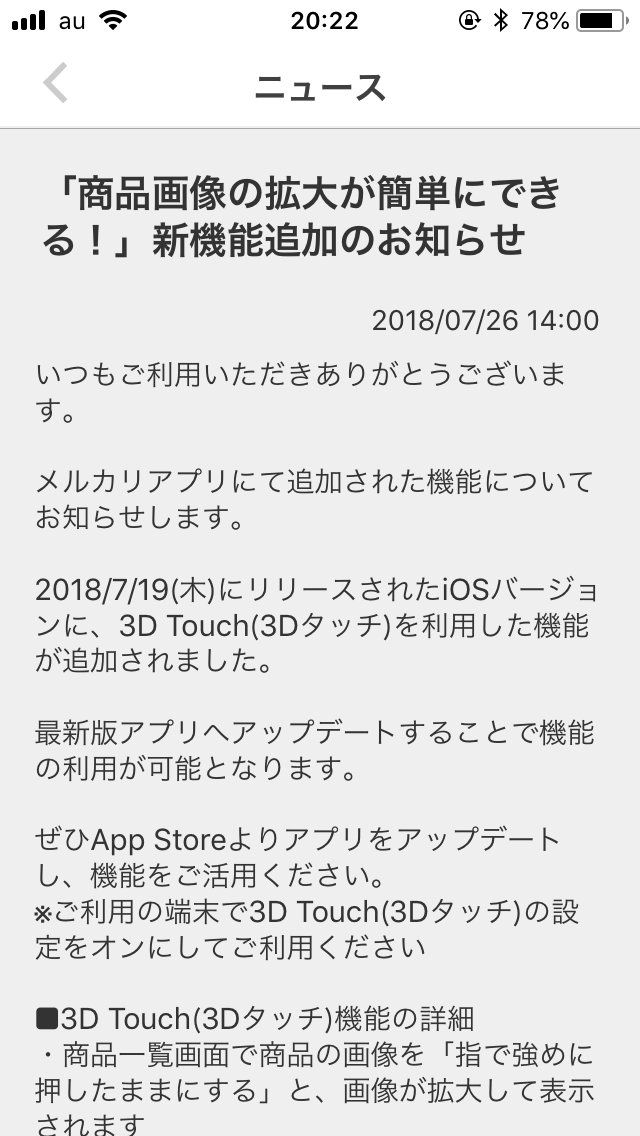 au 20:22 78%
ニュース
「商品画像の拡大が簡単にでき
る！」新機能追加のお知らせ
2018/07/26 14:00
いつもご利用いただきありがとうございま
す。
メルカリアプリにて追加された機能について
お知らせします。
2018/7/19(木)にリリースされたiOSバージョ
ンに、3D Touch(3Dタッチ)を利用した機能
が追加されました。
最新版アプリへアップデートすることで機能
の利用が可能となります。
ぜひApp Storeよりアプリをアップデート
し、機能をご活用ください。
※ご利用の端末で3D Touch(3Dタッチ)の設
定をオンにしてご利用ください
■3D Touch(3Dタッチ)機能の詳細
・商品一覧画面で商品の画像を「指で強めに
押したままにする」と、画像が拡大して表示
されます